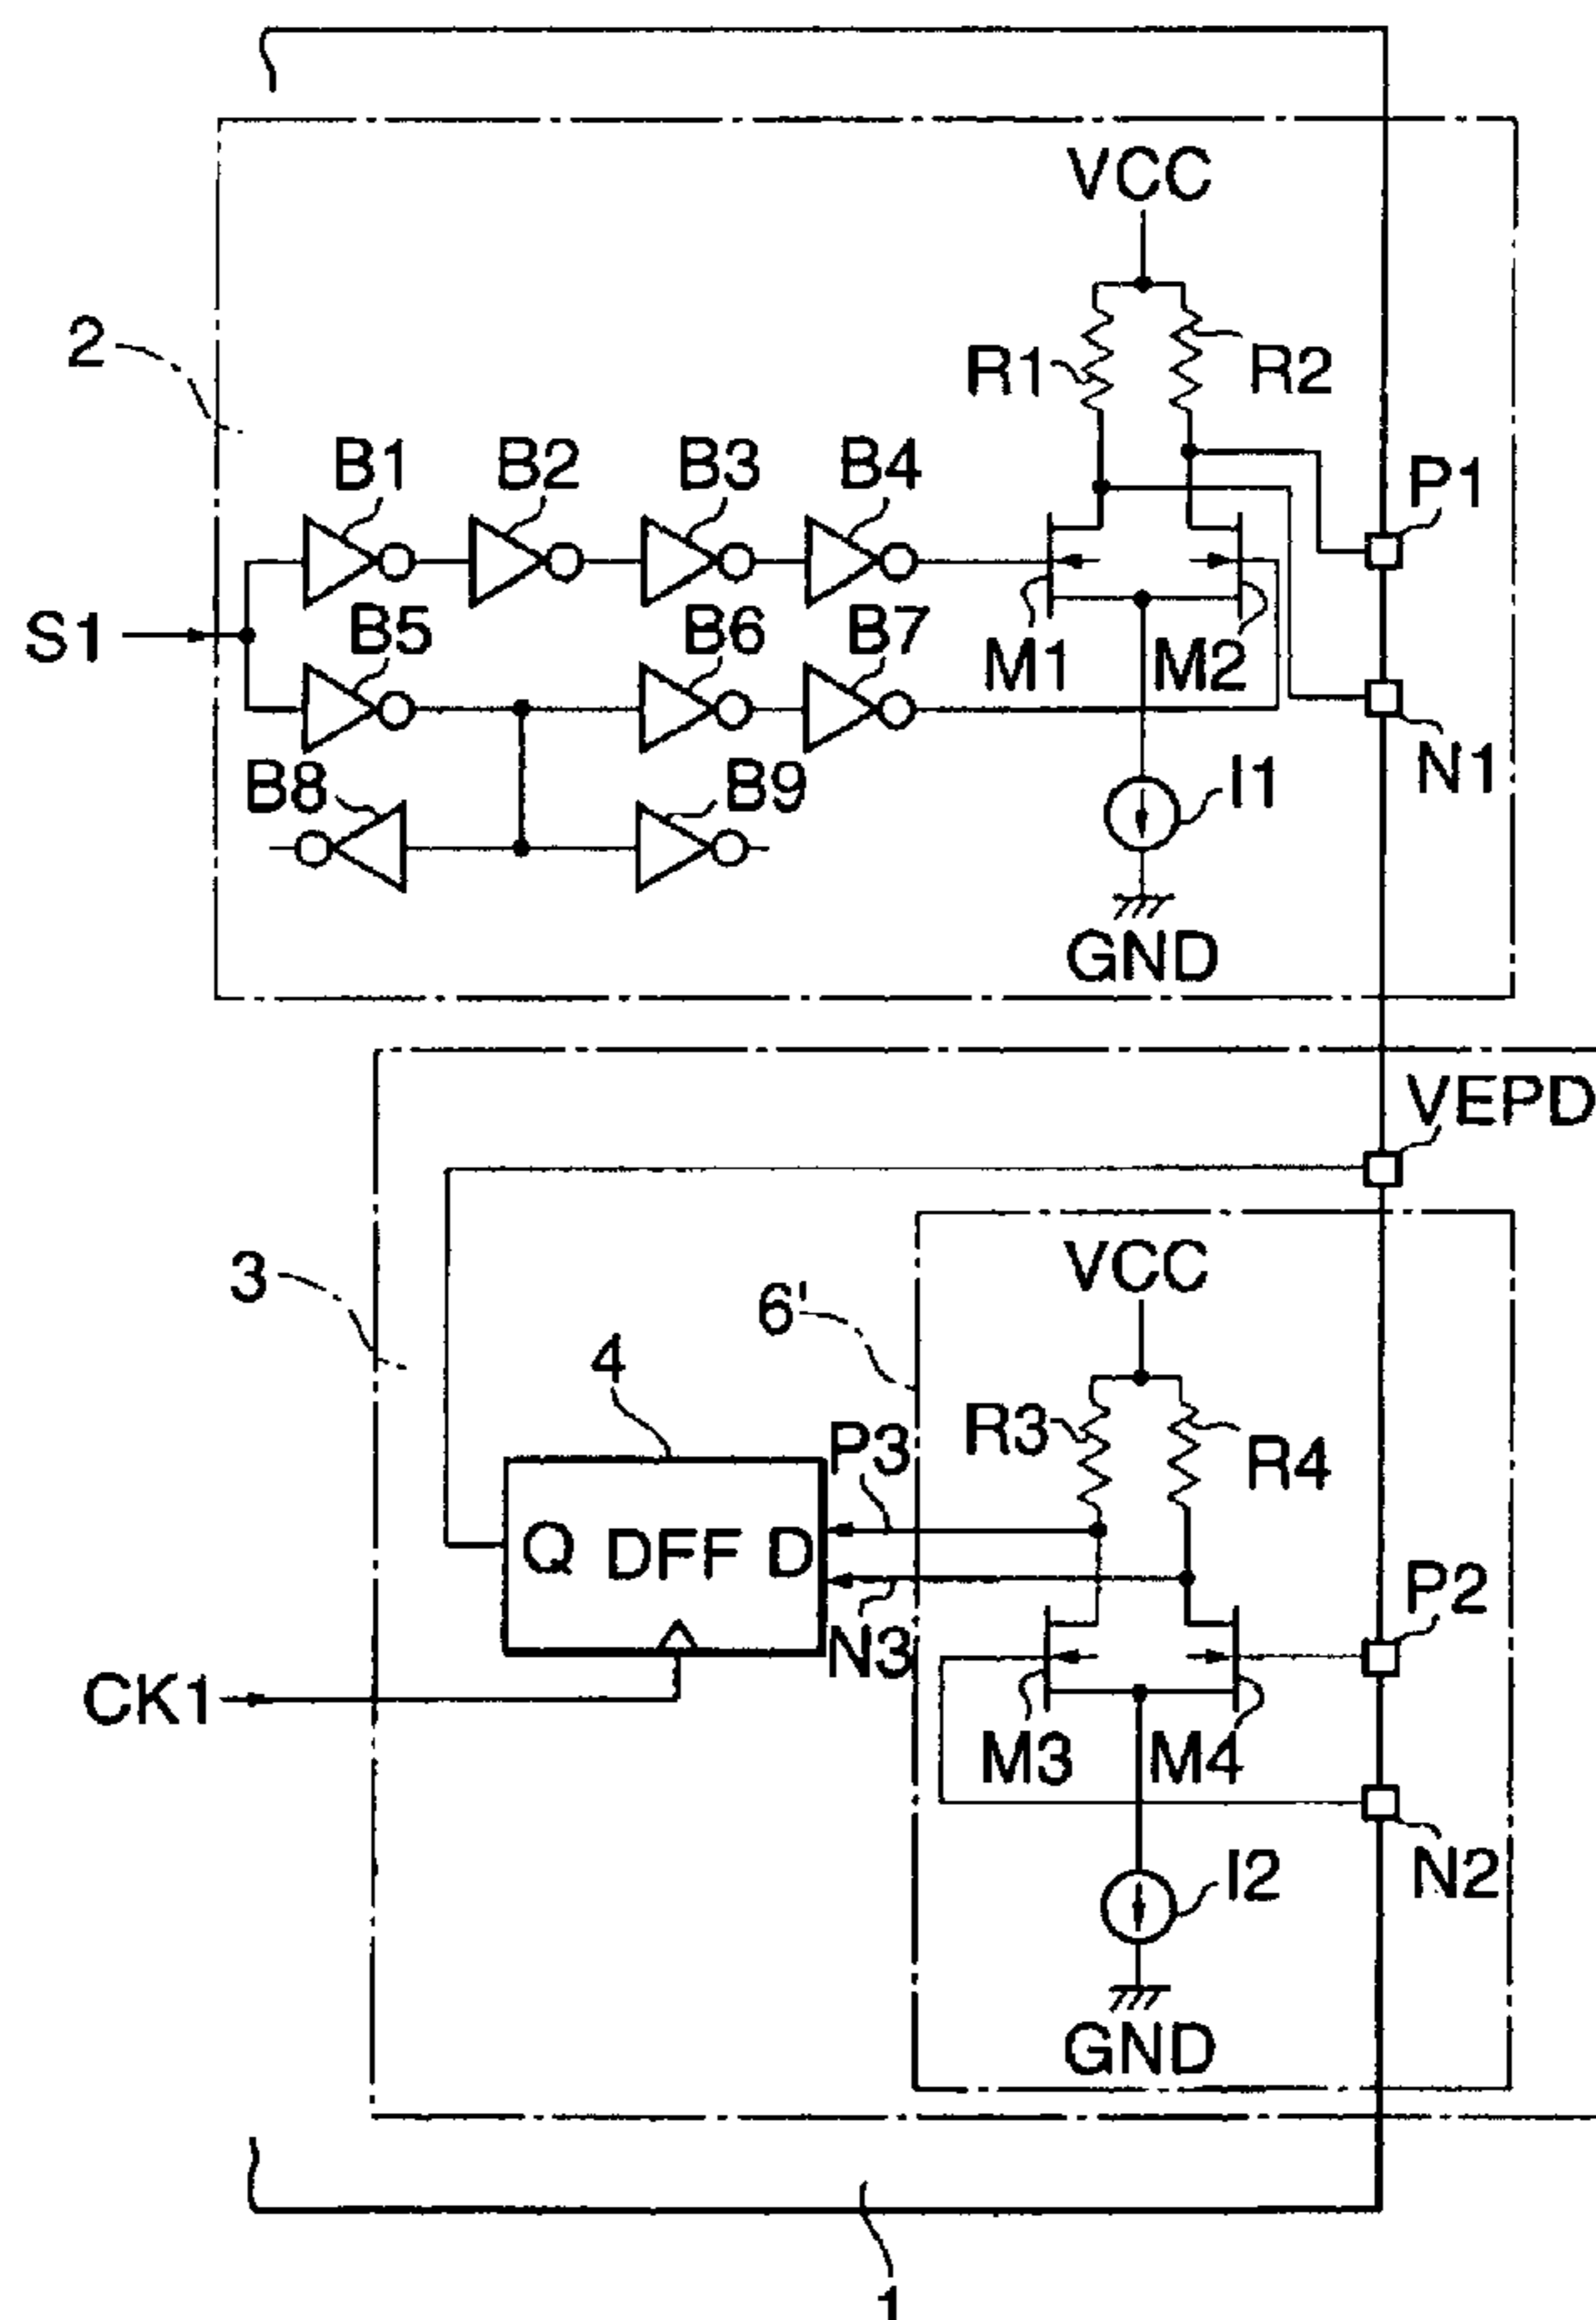 VCC
2
R1
R2
B1
B2
B3
B4
P1
S1
B5
B6
B7
M1
M2
N1
B8
B9
I1
GND
VEPD
3
VCC
6'
4
P3
R3
R4
Q DFF D
P2
N3
CK1
M3
M4
N2
I2
GND
1